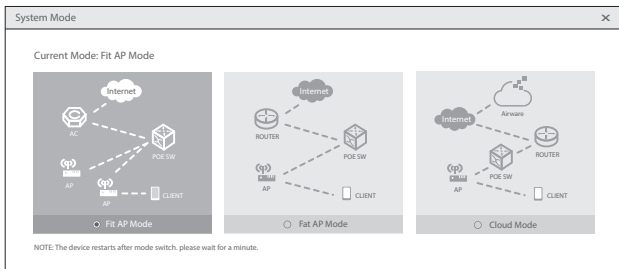 System Mode
Current Mode: Fit AP Mode
Internet
AC
POE SW
AP
AP
CLIENT
Fit AP Mode
Internet
ROUTER
POE SW
AP
CLIENT
Fat AP Mode
Airware
Internet
ROUTER
POE SW
AP
CLIENT
Cloud Mode
NOTE: The device restarts after mode switch. please wait for a minute.